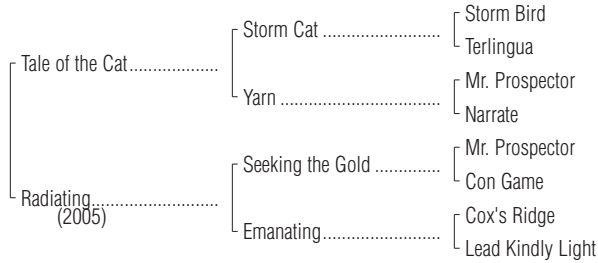 Storm Bird
Storm Cat ..........................
Terlingua
Tale of the Cat....................
Mr. Prospector
Yarn ...................................
Narrate
Mr. Prospector
Seeking the Gold ..............
Con Game
Radiating............................
(2005)
Cox's Ridge
Emanating..........................
Lead Kindly Light